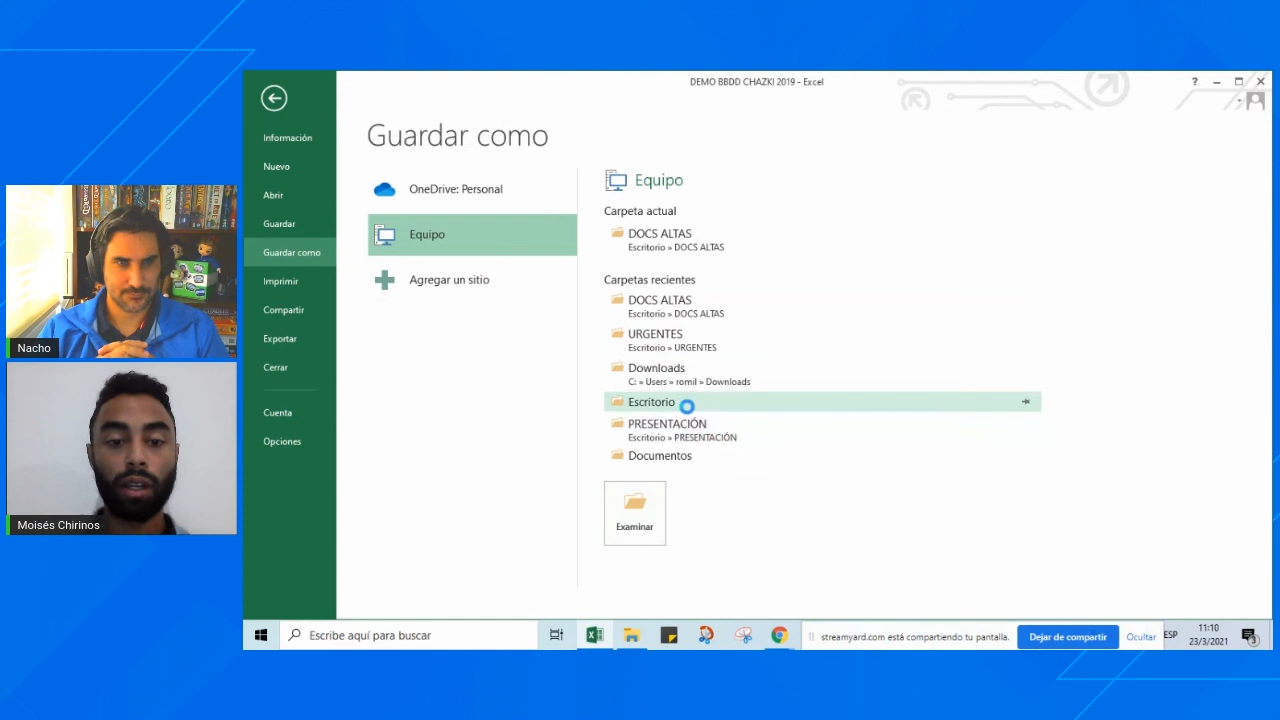 DEMO BBDD CHAZKI 2019 - Excel
?
Información
Nuevo
Abrir
Guardar
Guardar como
Imprimir
Compartir
Exportar
Cerrar
Cuenta
Opciones
Guardar como
OneDrive: Personal
Equipo
Agregar un sitio
Equipo
Carpeta actual
DOCS ALTAS
Escritorio » DOCS ALTAS
Carpetas recientes
DOCS ALTAS
Escritorio » DOCS ALTAS
URGENTES
Escritorio » URGENTES
Downloads
C: » Users » romil » Downloads
Escritorio
PRESENTACIÓN
Escritorio » PRESENTACIÓN
Documentos
Examinar
Nacho
Moisés Chirinos
Escribe aquí para buscar
streamyard.com está compartiendo tu pantalla.
Dejar de compartir
Ocultar
ESP
11:10
23/3/2021
3